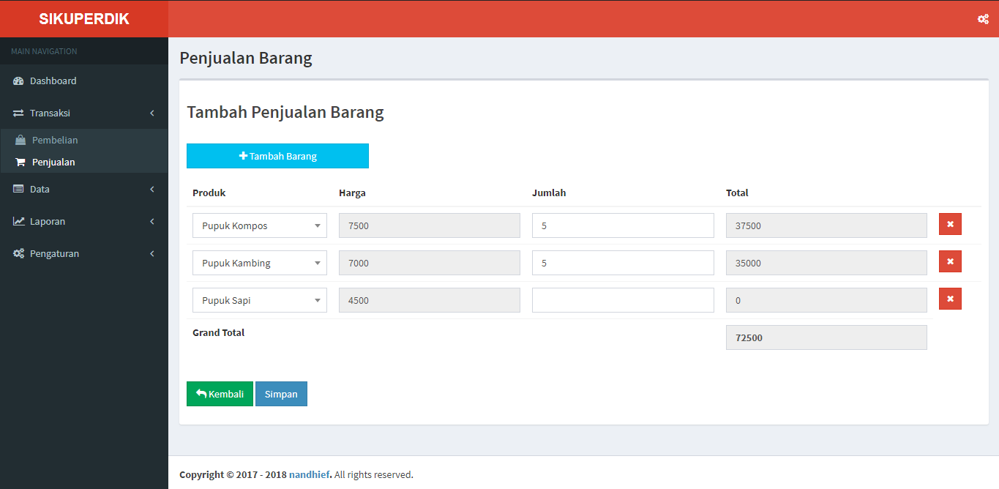 SIKUPERDIK
MAIN NAVIGATION
Dashboard
Transaksi
Pembelian
Penjualan
Data
Laporan
Pengaturan
Penjualan Barang
Tambah Penjualan Barang
Tambah Barang
Produk Harga Jumlah Total
Pupuk Kompos 7500 5 37500
Pupuk Kambing 7000 5 35000
Pupuk Sapi 4500 0
Grand Total 72500
Kembali Simpan
Copyright © 2017 - 2018 nandhief. All rights reserved.